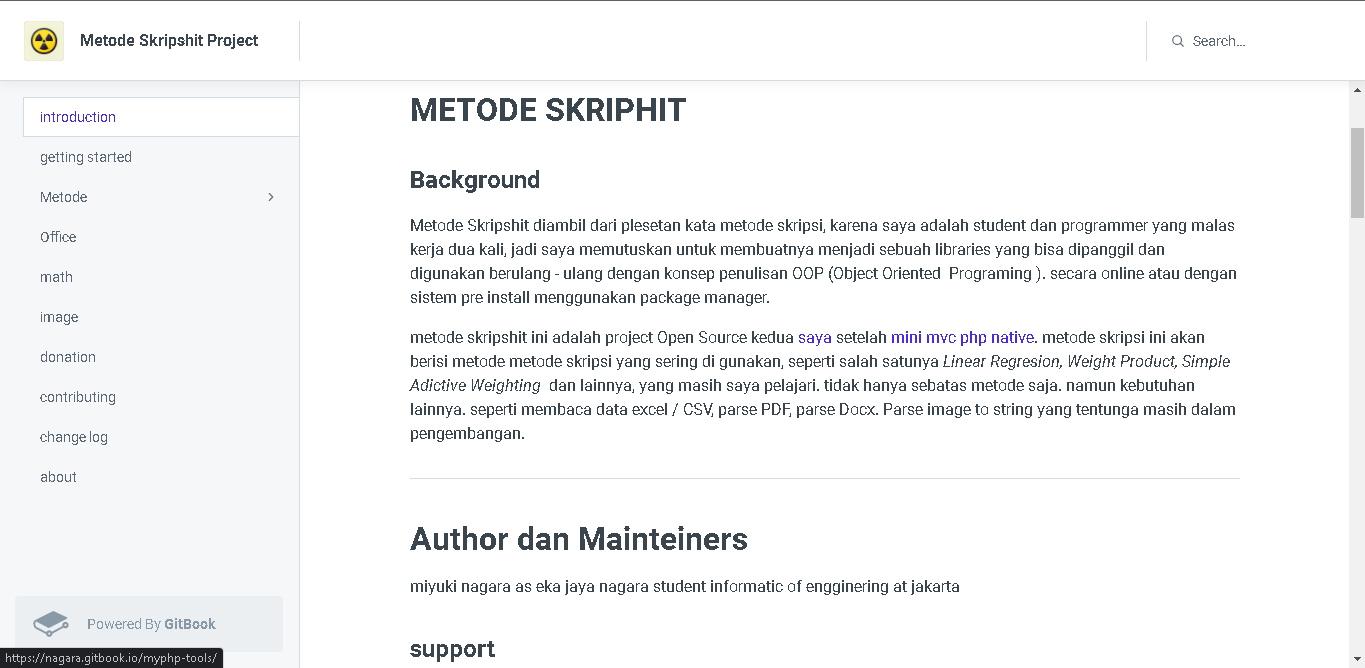 Metode Skripshit Project
Search...
introduction
getting started
Metode
Office
math
image
donation
contributing
change log
about
Powered By GitBook
https://nagara.gitbook.io/myphp-tools/
METODE SKRIPHIT
Background
Metode Skripshit diambil dari plesetan kata metode skripsi, karena saya adalah student dan programmer yang malas
kerja dua kali, jadi saya memutuskan untuk membuatnya menjadi sebuah libraries yang bisa dipanggil dan
digunakan berulang - ulang dengan konsep penulisan OOP (Object Oriented  Programing ). secara online atau dengan
sistem pre install menggunakan package manager.
metode skripshit ini adalah project Open Source kedua saya setelah mini mvc php native. metode skripsi ini akan
berisi metode metode skripsi yang sering di gunakan, seperti salah satunya Linear Regresion, Weight Product, Simple
Adictive Weighting  dan lainnya, yang masih saya pelajari. tidak hanya sebatas metode saja. namun kebutuhan
lainnya. seperti membaca data excel / CSV, parse PDF, parse Docx. Parse image to string yang tentunga masih dalam
pengembangan.
Author dan Mainteiners
miyuki nagara as eka jaya nagara student informatic of engginering at jakarta
support